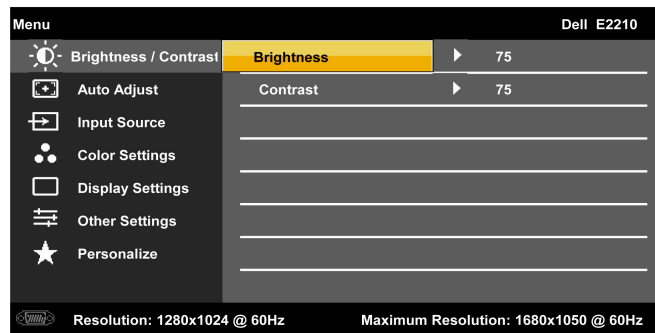 Menu Dell E2210
Brightness / Contrast Brightness 75
Auto Adjust Contrast 75
Input Source
Color Settings
Display Settings
Other Settings
Personalize
Resolution: 1280x1024 @ 60Hz Maximum Resolution: 1680x1050 @ 60Hz